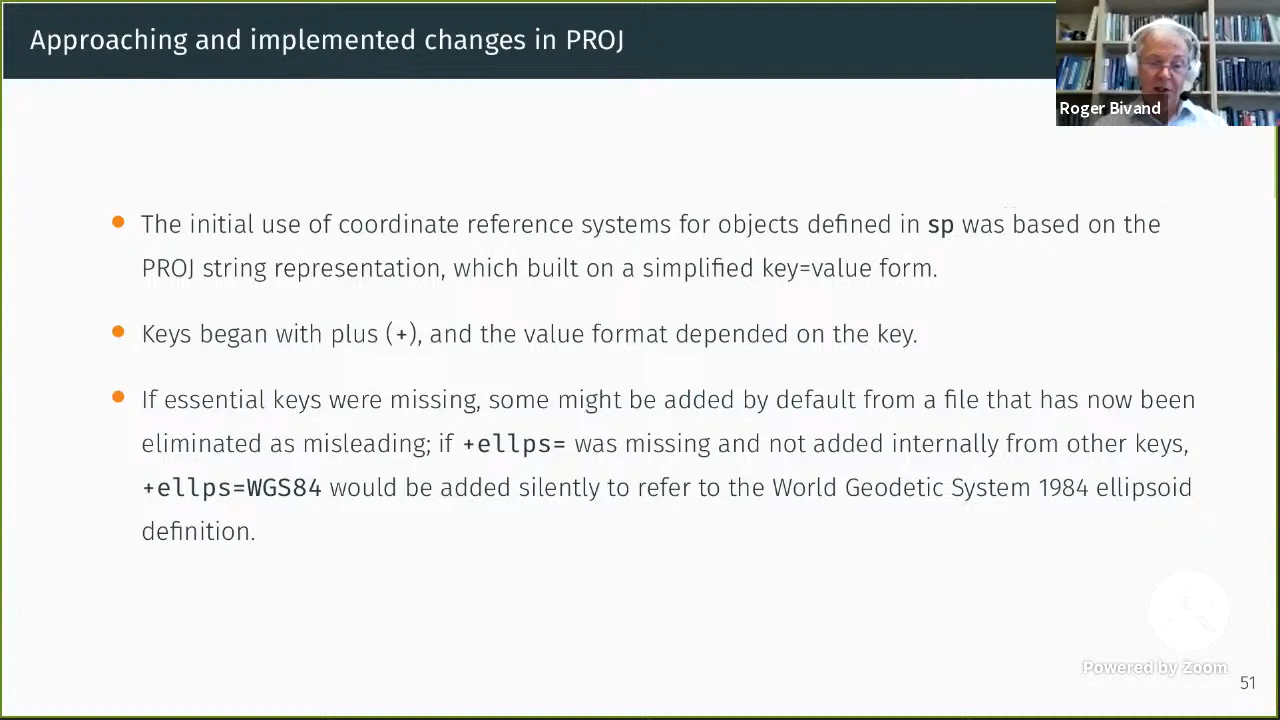 Approaching and implemented changes in PROJ
Roger Bivand
The initial use of coordinate reference systems for objects defined in sp was based on the
PROJ string representation, which built on a simplified key=value form.
Keys began with plus (+), and the value format depended on the key.
If essential keys were missing, some might be added by default from a file that has now been
eliminated as misleading; if +ellps= was missing and not added internally from other keys,
+ellps=WGS84 would be added silently to refer to the World Geodetic System 1984 ellipsoid
definition.
Powered by Zoom
51